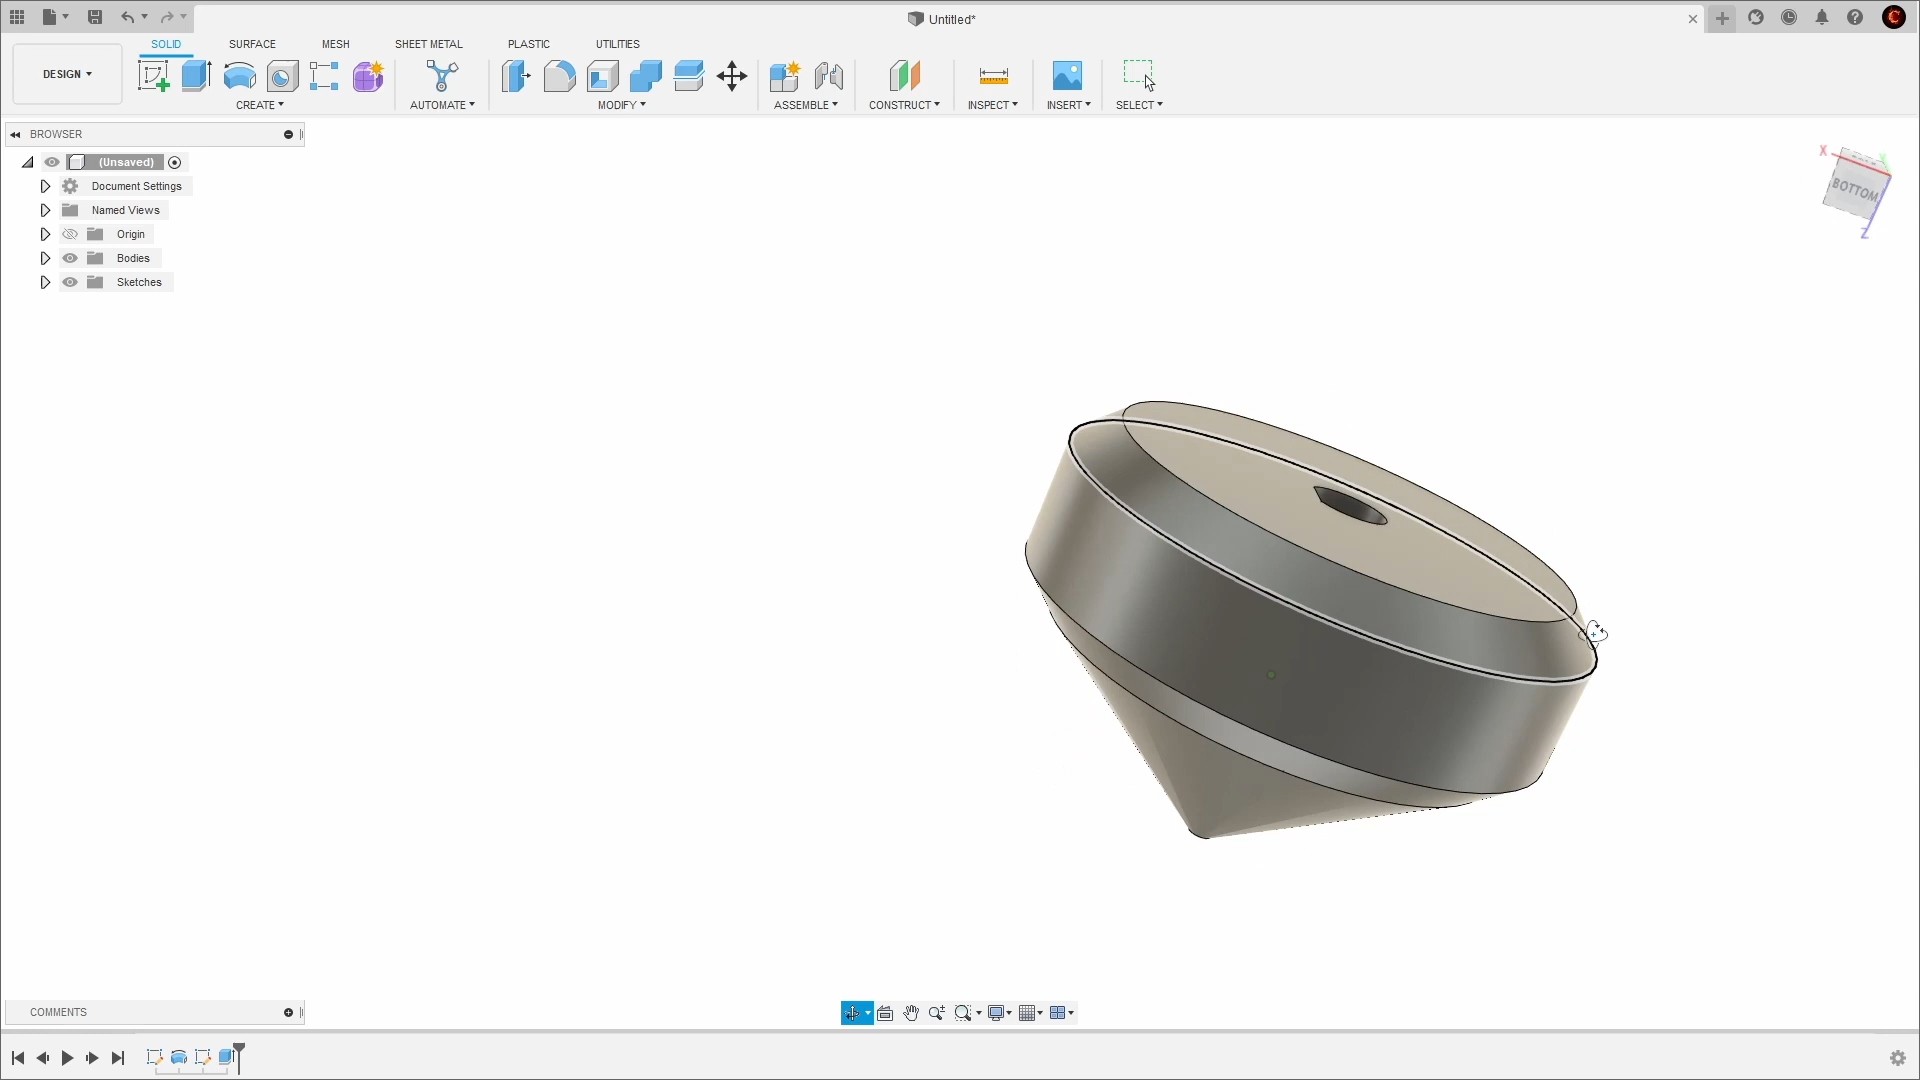 Untitled*
SOLID SURFACE MESH SHEET METAL PLASTIC UTILITIES
DESIGN
CREATE AUTOMATE MODIFY ASSEMBLE CONSTRUCT INSPECT INSERT SELECT
BROWSER
(Unsaved)
Document Settings
Named Views
Origin
Bodies
Sketches
X
BOTTOM
Z
COMMENTS